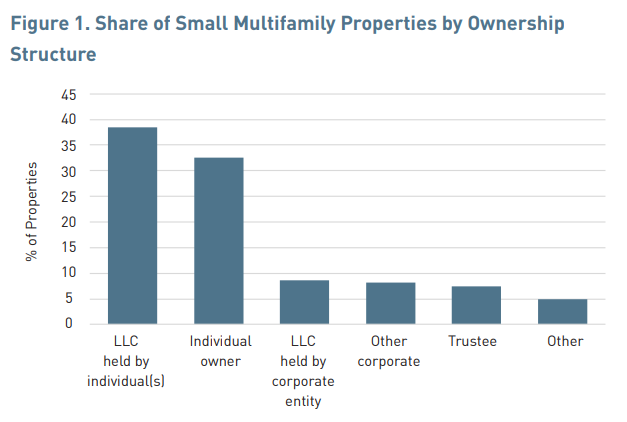 Figure 1. Share of Small Multifamily Properties by Ownership
Structure
% of Properties
45
40
35
30
25
20
15
10
5
0
LLC
held by
individual(s)
Individual
owner
LLC
held by
corporate
entity
Other
corporate
Trustee
Other